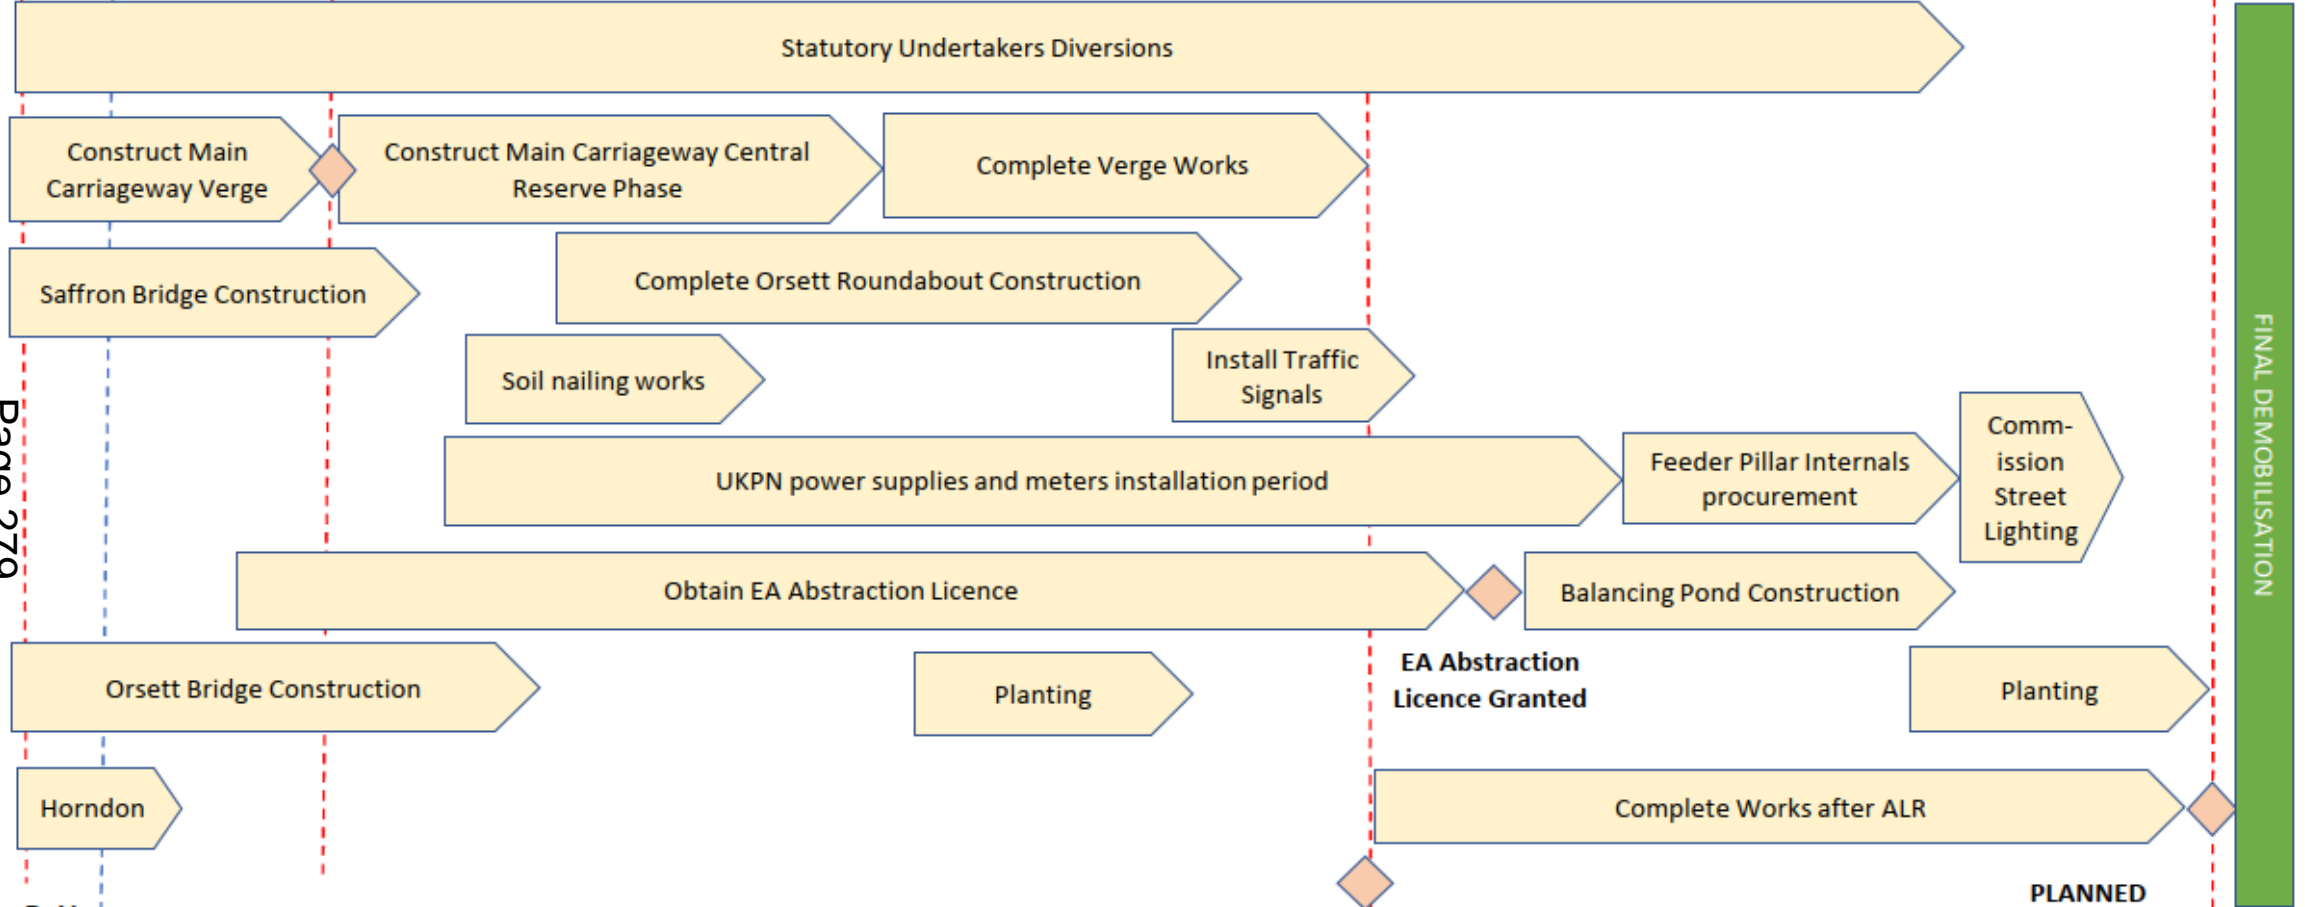 Statutory Undertakers Diversions
Construct Main
Carriageway Verge
Construct Main Carriageway Central
Reserve Phase
Complete Verge Works
Saffron Bridge Construction
Complete Orsett Roundabout Construction
Soil nailing works
Install Traffic
Signals
UKPN power supplies and meters installation period
Feeder Pillar Internals
procurement
Comm-
ission
Street
Lighting
Obtain EA Abstraction Licence
Balancing Pond Construction
EA Abstraction
Licence Granted
Orsett Bridge Construction
Planting
Planting
Horndon
Complete Works after ALR
PLANNED
FINAL DEMOBILISATION
Page 279